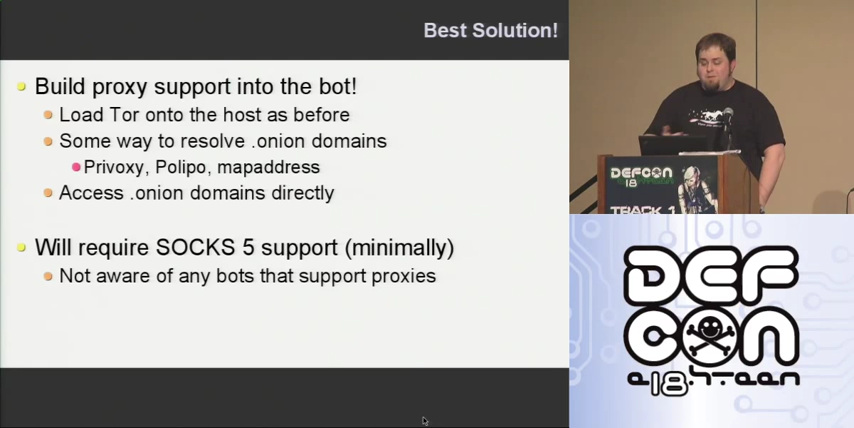 Best Solution!
Build proxy support into the bot!
Load Tor onto the host as before
Some way to resolve .onion domains
Privoxy, Polipo, mapaddress
Access .onion domains directly
Will require SOCKS 5 support (minimally)
Not aware of any bots that support proxies
DEFCON
18
TRACK 1
DEF
CON
e18h-teen